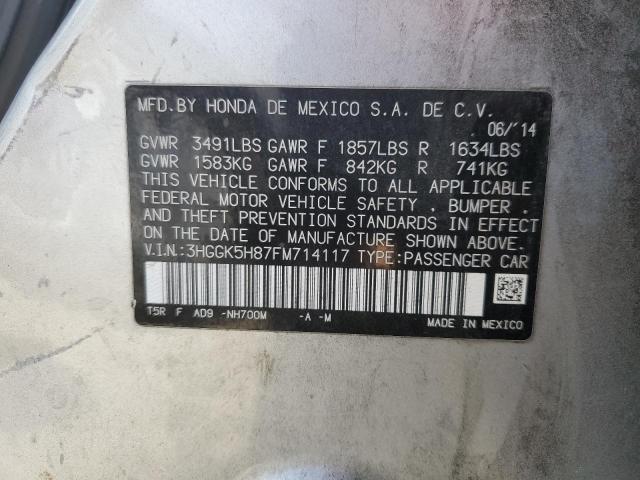 MFD.BY HONDA DE MEXICO S.A. DE C.V.
06/'14
GVWR 3491LBS GAWR F 1857LBS R 1634LBS
GVWR 1583KG GAWR F 842KG R 741KG
THIS VEHICLE CONFORMS TO ALL APPLICABLE
FEDERAL MOTOR VEHICLE SAFETY . BUMPER .
AND THEFT PREVENTION STANDARDS IN EFFECT
ON THE DATE OF MANUFACTURE SHOWN ABOVE.
V.I.N.:3HGGK5H87FM714117 TYPE:PASSENGER CAR
T5R F AD9 -NH700M -A -M
MADE IN MEXICO